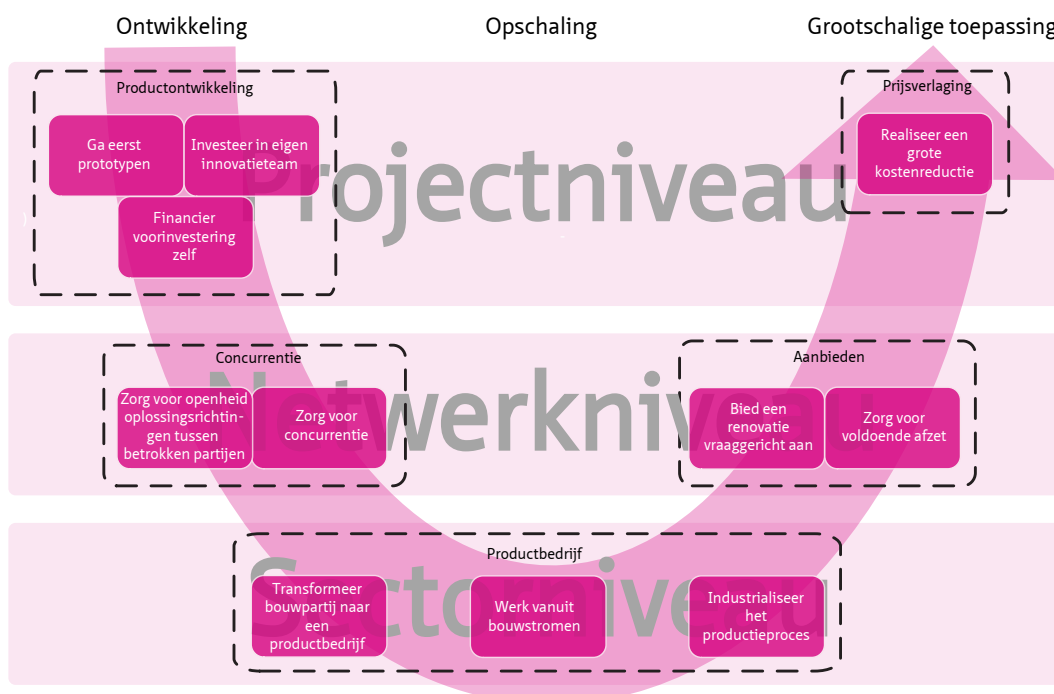 Ontwikkeling
Opschaling
Grootschalige toepassing
Projectniveau
Productontwikkeling
Ga eerst
prototypen
Investeer in eigen
innovatieteam
Financier
voorinvestering
zelf
Prijsverlaging
Realiseer een
grote
kostenreductie
)
Netwerkniveau
Concurrentie
Zorg voor openheid
oplossingsrichtin-
gen tussen
betrokken partijen
Zorg voor
concurrentie
Aanbieden
Bied een
renovatie
vraaggericht aan
Zorg voor
voldoende afzet
Sectorniveau
Productbedrijf
Transformeer
bouwpartij naar
een
productbedrijf
Werk vanuit
bouwstromen
Industrialiseer
het
productieproces